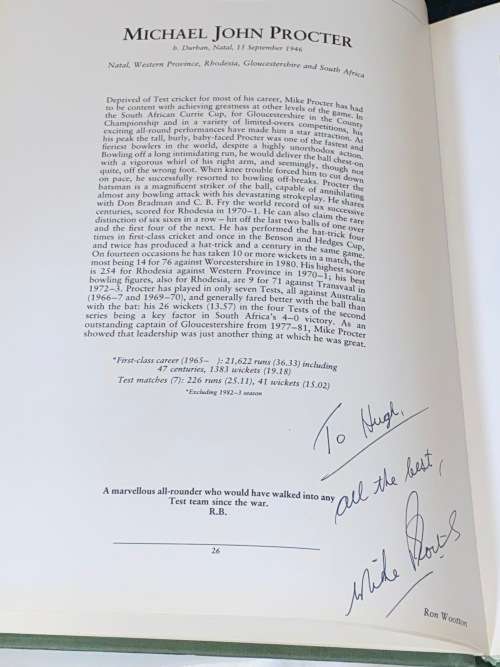 MICHAEL JOHN PROCTER
b. Durban, Natal, 15 September 1946
Natal, Western Province, Rhodesia, Gloucestershire and South Africa
Deprived of Test cricket for most of his career, Mike Procter has had
to be content with achieving greatness at other levels of the game. In
the South African Currie Cup, for Gloucestershire in the County
Championship and in a variety of limited-overs competitions, his
exciting all-round performances have made him a star attraction. At
his peak the tall, burly, baby-faced Procter was one of the fastest and
fieriest bowlers in the world, despite a highly unorthodox action.
Bowling off a long intimidating run, he would deliver the ball chest-on
with a vigorous whirl of his right arm, and seemingly, though not
quite, off the wrong foot. When knee trouble forced him to cut down
on pace, he successfully resorted to bowling off-breaks. Procter the
batsman is a magnificent striker of the ball, capable of annihilating
almost any bowling attack with his devastating strokeplay. He shares
with Don Bradman and C. B. Fry the world record of six successive
centuries, scored for Rhodesia in 1970–1. He can also claim the rare
distinction of six sixes in a row – hit off the last two balls of one over
and the first four of the next. He has performed the hat-trick four
times in first-class cricket and once in the Benson and Hedges Cup,
and twice has produced a hat-trick and a century in the same game.
On fourteen occasions he has taken 10 or more wickets in a match, the
most being 14 for 76 against Worcestershire in 1980. His highest score
is 254 for Rhodesia against Western Province in 1970–1; his best
bowling figures, also for Rhodesia, are 9 for 71 against Transvaal in
1972–3. Procter has played in only seven Tests, all against Australia
(1966–7 and 1969–70), and generally fared better with the ball than
with the bat: his 26 wickets (13.57) in the four Tests of the second
series being a key factor in South Africa's 4–0 victory. As an
outstanding captain of Gloucestershire from 1977–81, Mike Procter
showed that leadership was just another thing at which he was great.
*First-class career (1965– ): 21,622 runs (36.33) including
47 centuries, 1383 wickets (19.18)
Test matches (7): 226 runs (25.11), 41 wickets (15.02)
*Excluding 1982–3 season
To Hugh,
all the best,
Mike Procter
A marvellous all-rounder who would have walked into any
Test team since the war.
R.B.
26
Ron Wootton